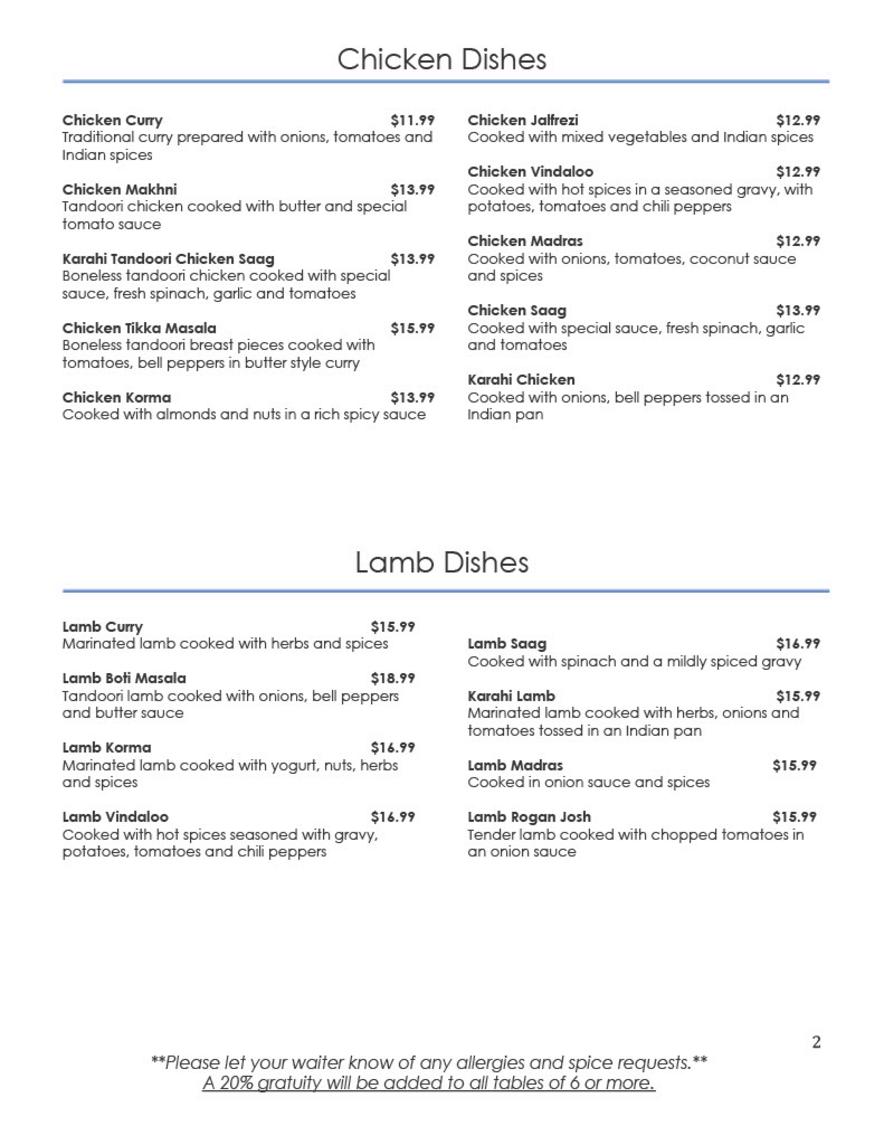 Chicken Dishes
Chicken Curry $11.99
Traditional curry prepared with onions, tomatoes and
Indian spices
Chicken Makhni $13.99
Tandoori chicken cooked with butter and special
tomato sauce
Karahi Tandoori Chicken Saag $13.99
Boneless tandoori chicken cooked with special
sauce, fresh spinach, garlic and tomatoes
Chicken Tikka Masala $15.99
Boneless tandoori breast pieces cooked with
tomatoes, bell peppers in butter style curry
Chicken Korma $13.99
Cooked with almonds and nuts in a rich spicy sauce
Chicken Jalfrezi $12.99
Cooked with mixed vegetables and Indian spices
Chicken Vindaloo $12.99
Cooked with hot spices in a seasoned gravy, with
potatoes, tomatoes and chili peppers
Chicken Madras $12.99
Cooked with onions, tomatoes, coconut sauce
and spices
Chicken Saag $13.99
Cooked with special sauce, fresh spinach, garlic
and tomatoes
Karahi Chicken $12.99
Cooked with onions, bell peppers tossed in an
Indian pan
Lamb Dishes
Lamb Curry $15.99
Marinated lamb cooked with herbs and spices
Lamb Boti Masala $18.99
Tandoori lamb cooked with onions, bell peppers
and butter sauce
Lamb Korma $16.99
Marinated lamb cooked with yogurt, nuts, herbs
and spices
Lamb Vindaloo $16.99
Cooked with hot spices seasoned with gravy,
potatoes, tomatoes and chili peppers
Lamb Saag $16.99
Cooked with spinach and a mildly spiced gravy
Karahi Lamb $15.99
Marinated lamb cooked with herbs, onions and
tomatoes tossed in an Indian pan
Lamb Madras $15.99
Cooked in onion sauce and spices
Lamb Rogan Josh $15.99
Tender lamb cooked with chopped tomatoes in
an onion sauce
2
**Please let your waiter know of any allergies and spice requests.**
A 20% gratuity will be added to all tables of 6 or more.